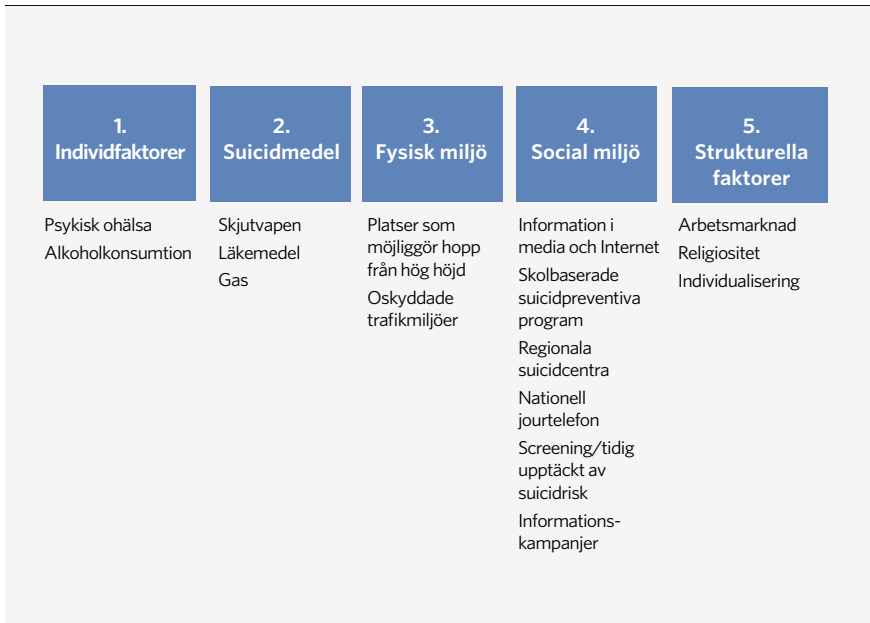 1.
Individfaktorer
Psykisk ohälsa
Alkoholkonsumtion
2.
Suicidmedel
Skjutvapen
Läkemedel
Gas
3.
Fysisk miljö
Platser som
möjliggör hopp
från hög höjd
Oskyddade
trafikmiljöer
4.
Social miljö
Information i
media och Internet
Skolbaserade
suicidpreventiva
program
Regionala
suicidcentra
Nationell
jourtelefon
Screening/tidig
upptäckt av
suicidrisk
Informations-
kampanjer
5.
Strukturella
faktorer
Arbetsmarknad
Religiositet
Individualisering